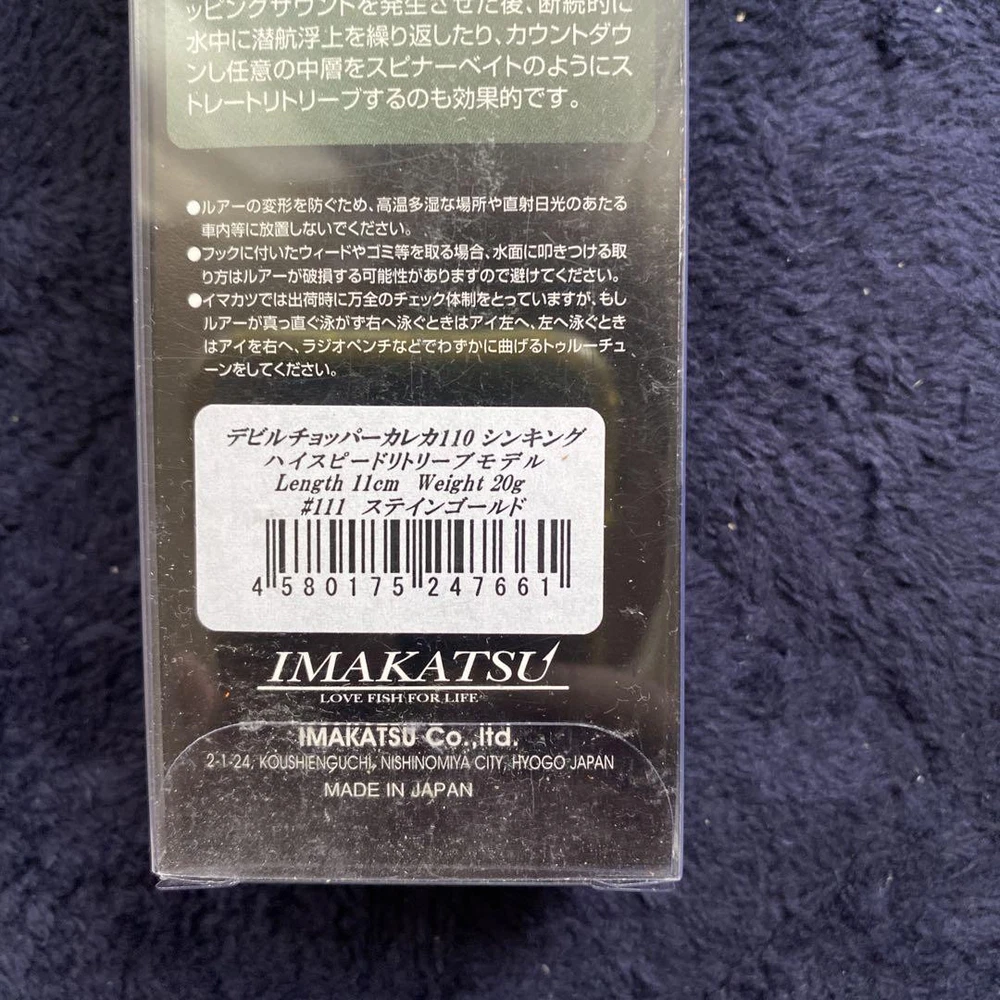 ッピングサウンドを発生させた後、断続的に
水中に潜航浮上を繰り返したり、カウントダウ
ンし任意の中層をスピナーベイトのようにス
トレートリトリーブするのも効果的です。
●ルアーの変形を防ぐため、高温多湿な場所や直射日光のあたる
車内等に放置しないでください。
●フックに付いたウィードやゴミ等を取る場合、水面に叩きつける取
り方はルアーが破損する可能性がありますので避けてください。
●イマカツでは出荷時に万全のチェック体制をとっていますが、もし
ルアーが真っ直ぐ泳がず右へ泳ぐときはアイ左へ、左へ泳ぐとき
はアイを右へ、ラジオペンチなどでわずかに曲げるトゥルーチュ
ーンをしてください。
デビルチョッパーカレカ110 シンキング
ハイスピードリトリーブモデル
Length 11cm Weight 20g
#111 ステインゴールド
4 580175 247661
IMAKATSU
LOVE FISH FOR LIFE
IMAKATSU Co.,ltd.
2-1-24, KOUSHIENGUCHI, NISHINOMIYA CITY, HYOGO JAPAN
MADE IN JAPAN